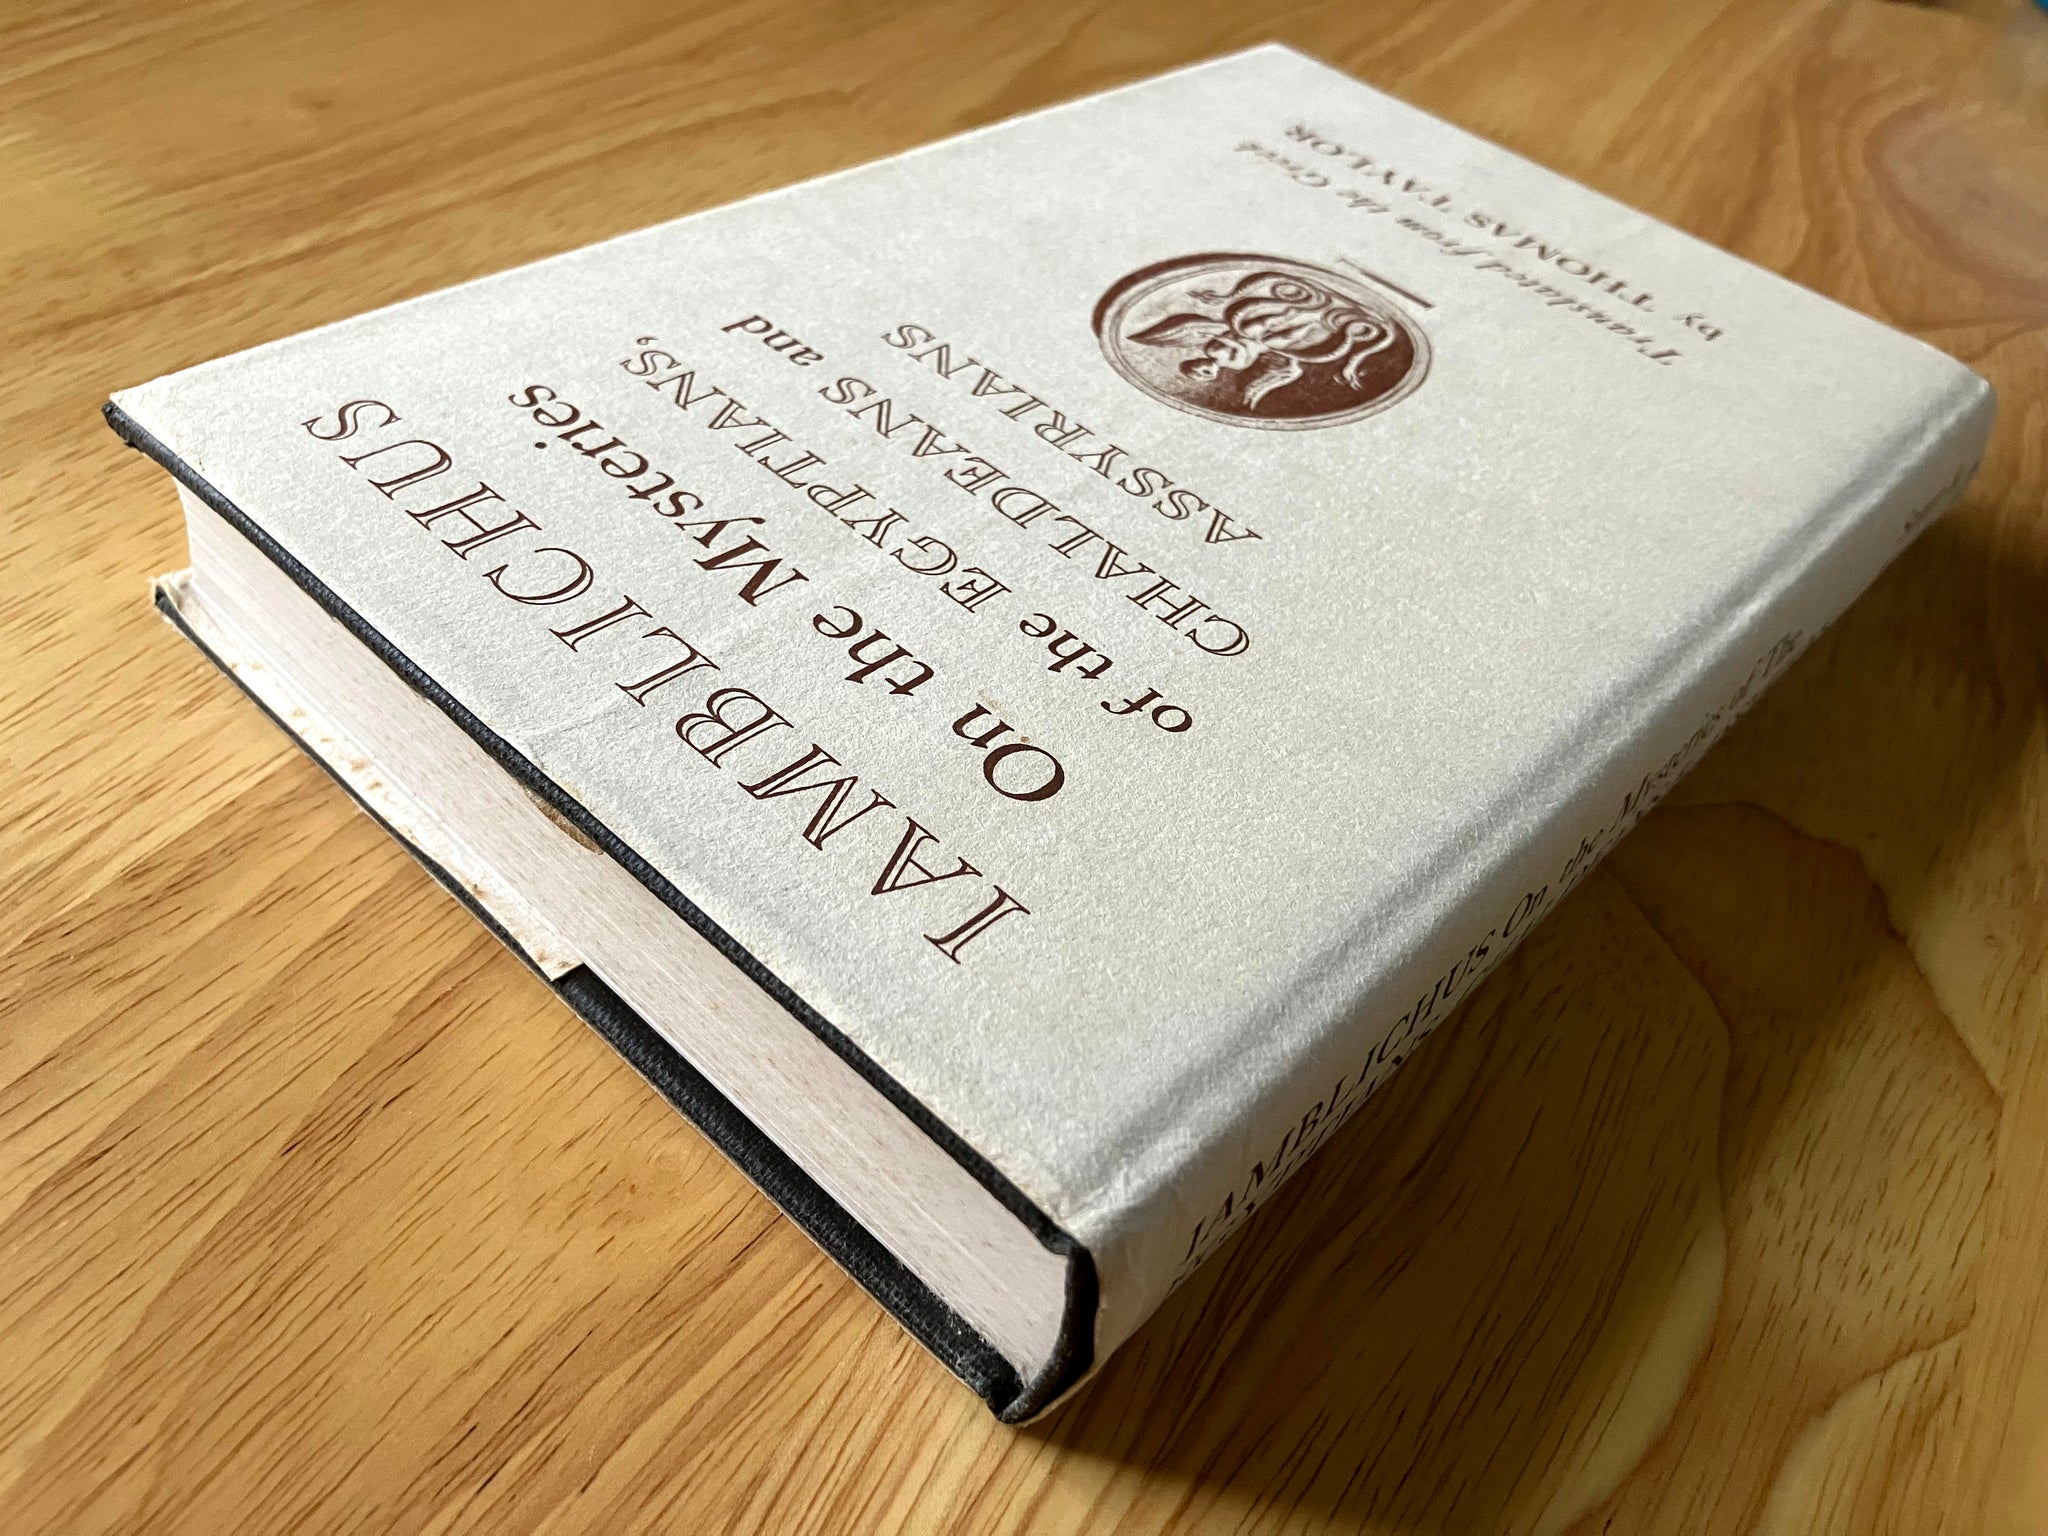 IAMBLICHUS
On the Mysteries
of the EGYPTIANS,
CHALDEANS and
ASSYRIANS
Translated from the Greek
by THOMAS TAYLOR
IAMBLICHUS On the Mysteries of The